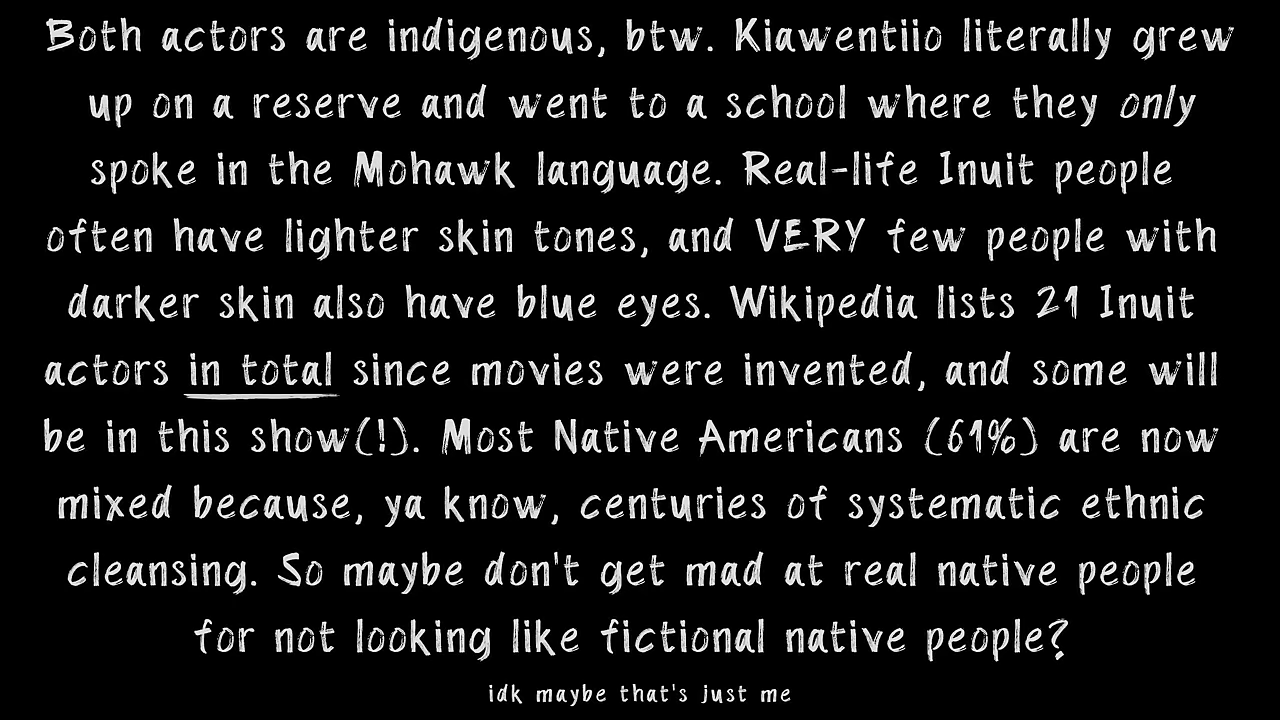 Both actors are indigenous, btw. Kiawentiio literally grew
up on a reserve and went to a school where they only
spoke in the Mohawk language. Real-life Inuit people
often have lighter skin tones, and VERY few people with
darker skin also have blue eyes. Wikipedia lists 21 Inuit
actors in total since movies were invented, and some will
be in this show(!). Most Native Americans (61%) are now
mixed because, ya know, centuries of systematic ethnic
cleansing. So maybe don't get mad at real native people
for not looking like fictional native people?
idk maybe that's just me